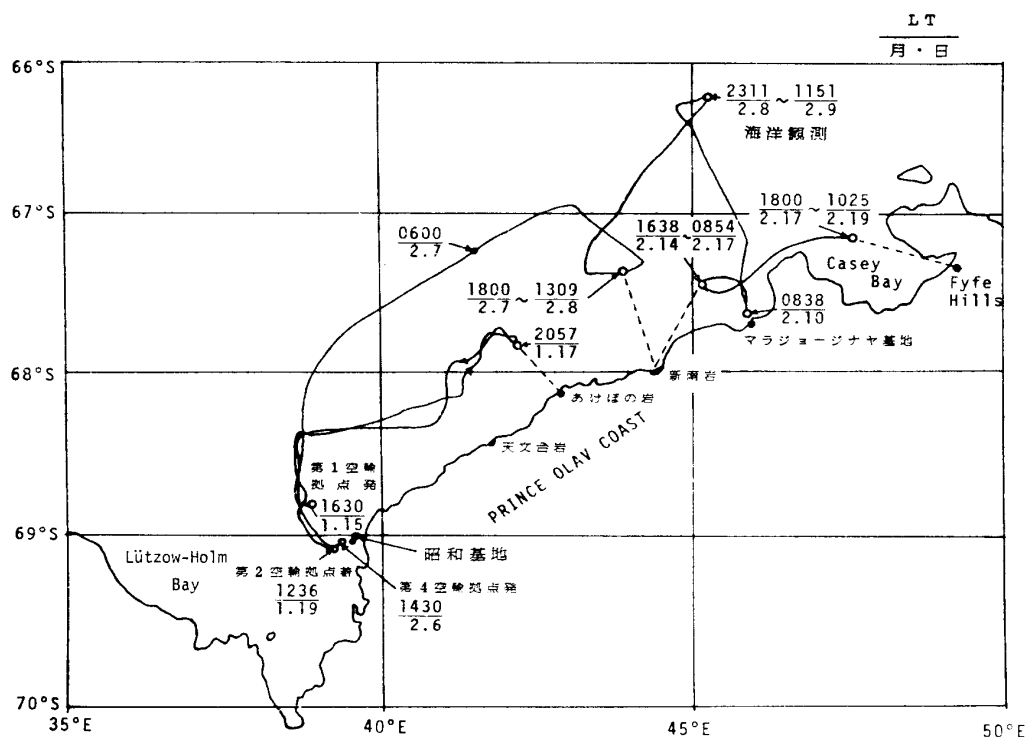 LT
月・日
66°S
2311 ~ 1151
2.8 2.9
海洋観測
1800 ~ 1025
2.17 2.19
67°S
0600
2.7
1638 ~ 0854
2.14 2.17
Casey
Bay
Fyfe
Hills
1800 ~ 1309
2.7 2.8
0838
2.10
マラジョージナヤ基地
2057
1.17
68°S
新南岩
あけぼの岩
天文台岩
PRINCE OLAV COAST
第1空輸
拠点発
1630
1.15
69°S
昭和基地
Lützow-Holm
Bay
第2空輸拠点着
1236
1.19
第4空輸拠点発
1430
2.6
70°S
35°E
40°E
45°E
50°E